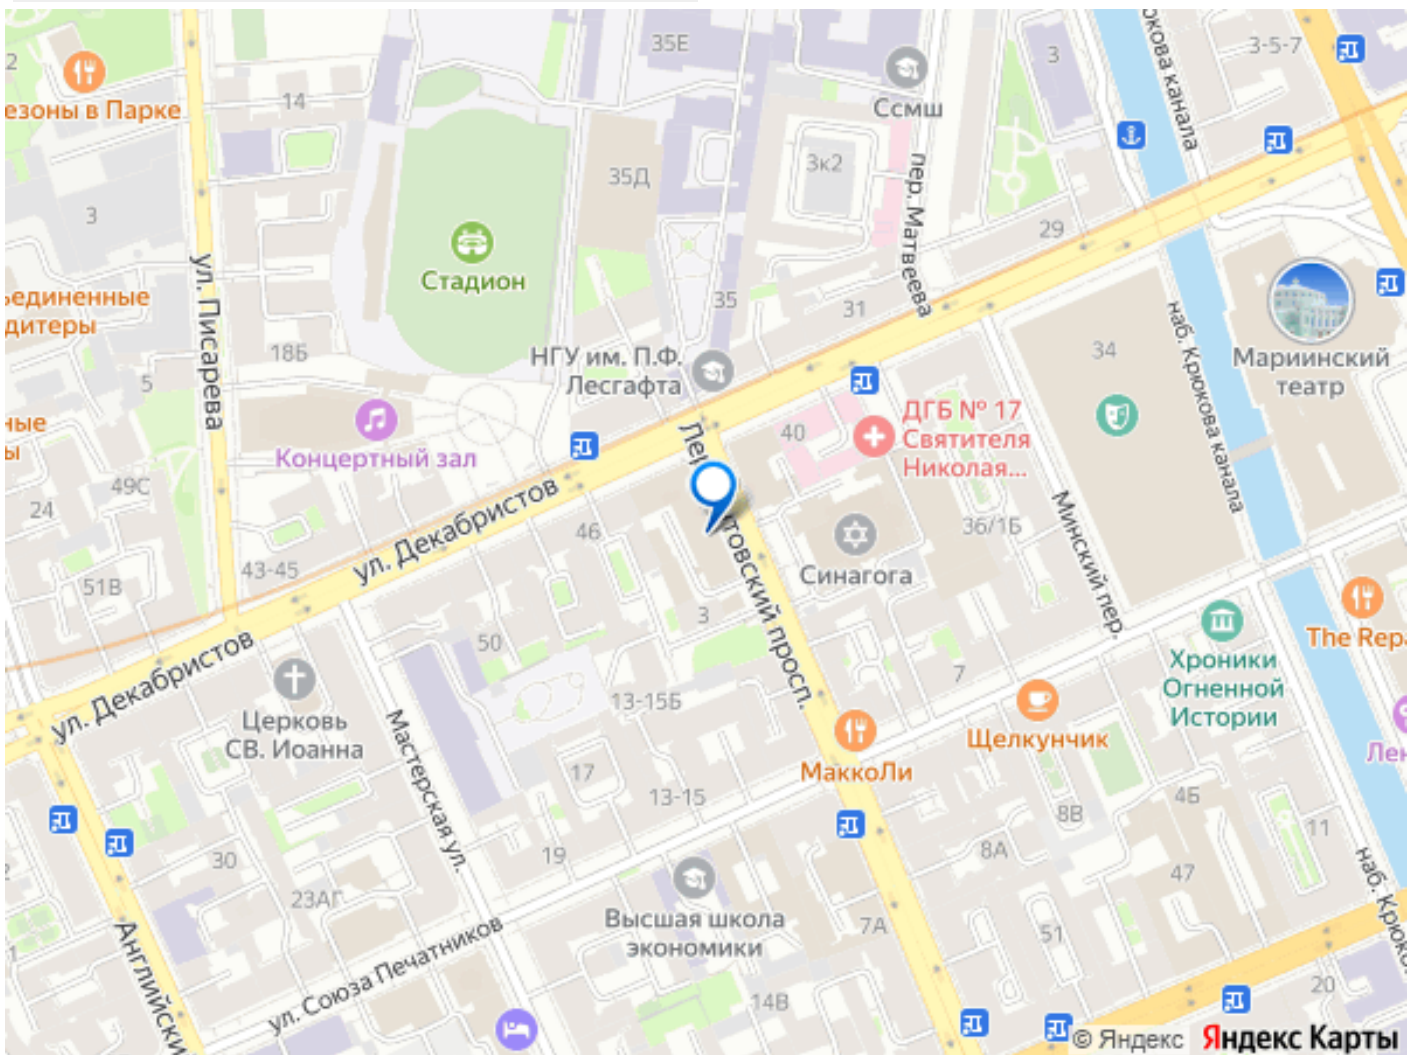 35Е
3
3-5-7
2
Ссмш
14
езоны в Парке
3к2
35Д
пер. Матвеева
3
29
Стадион
ул. Писарева
ьединенные
дитеры
35
31
наб. Крюкова канала
Мариинский
театр
34
18Б
НГУ им. П.Ф.
Лесгафта
5
ДГБ № 17
Святителя
Николая...
40
ные
ы
Концертный зал
49С
24
ул. Декабристов
46
36/1Б
Минский пер.
Синагога
43-45
51В
3
The Repa
50
7
Хроники
Огненной
Истории
ул. Декабристов
13-15Б
Церковь
СВ. Иоанна
Мастерская ул.
Щелкунчик
Лен
МаккоЛи
17
13-15
4Б
8В
11
19
8А
30
47
23АГ
Высшая школа
экономики
7А
51
ул. Союза Печатников
20
14В
© Яндекс Яндекс Карты